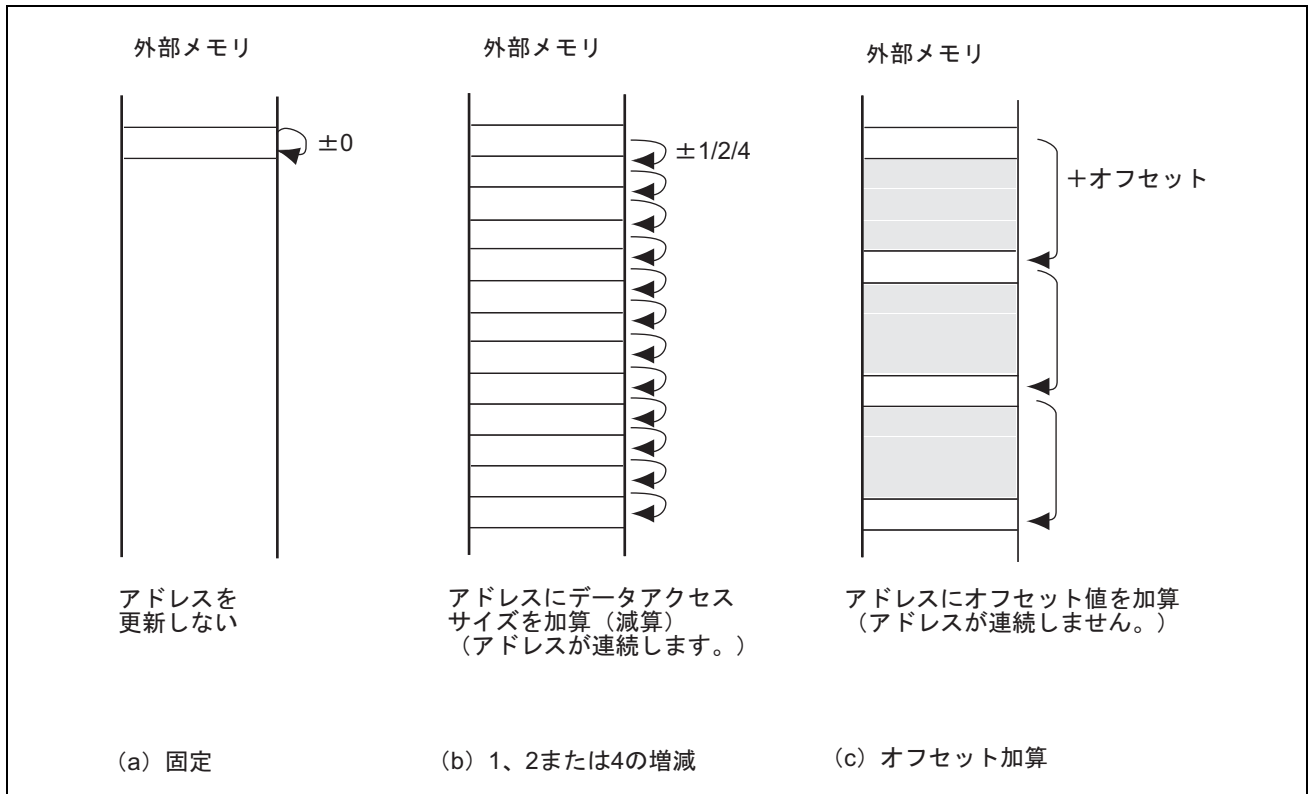 外部メモリ
±0
アドレスを
更新しない
（a）固定
外部メモリ
±1/2/4
アドレスにデータアクセス
サイズを加算（減算）
（アドレスが連続します。）
（b）1、2または4の増減
外部メモリ
＋オフセット
アドレスにオフセット値を加算
（アドレスが連続しません。）
（c）オフセット加算